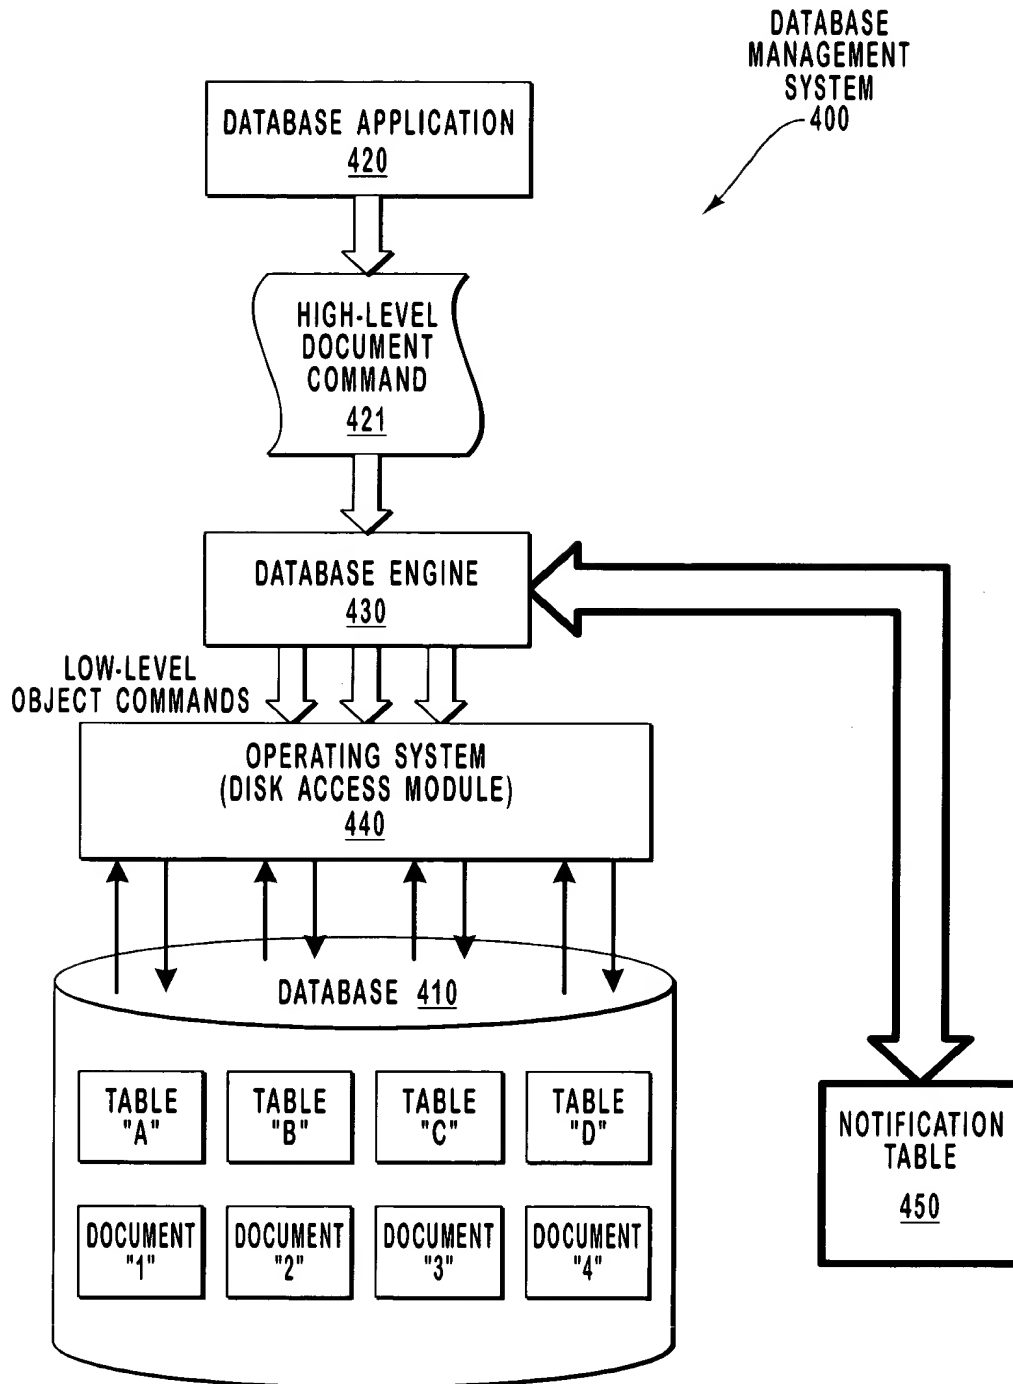 DATABASE
MANAGEMENT
SYSTEM
400
DATABASE APPLICATION
420
HIGH-LEVEL
DOCUMENT
COMMAND
421
DATABASE ENGINE
430
LOW-LEVEL
OBJECT COMMANDS
OPERATING SYSTEM
(DISK ACCESS MODULE)
440
DATABASE 410
TABLE
"A"
TABLE
"B"
TABLE
"C"
TABLE
"D"
DOCUMENT
"1"
DOCUMENT
"2"
DOCUMENT
"3"
DOCUMENT
"4"
NOTIFICATION
TABLE
450